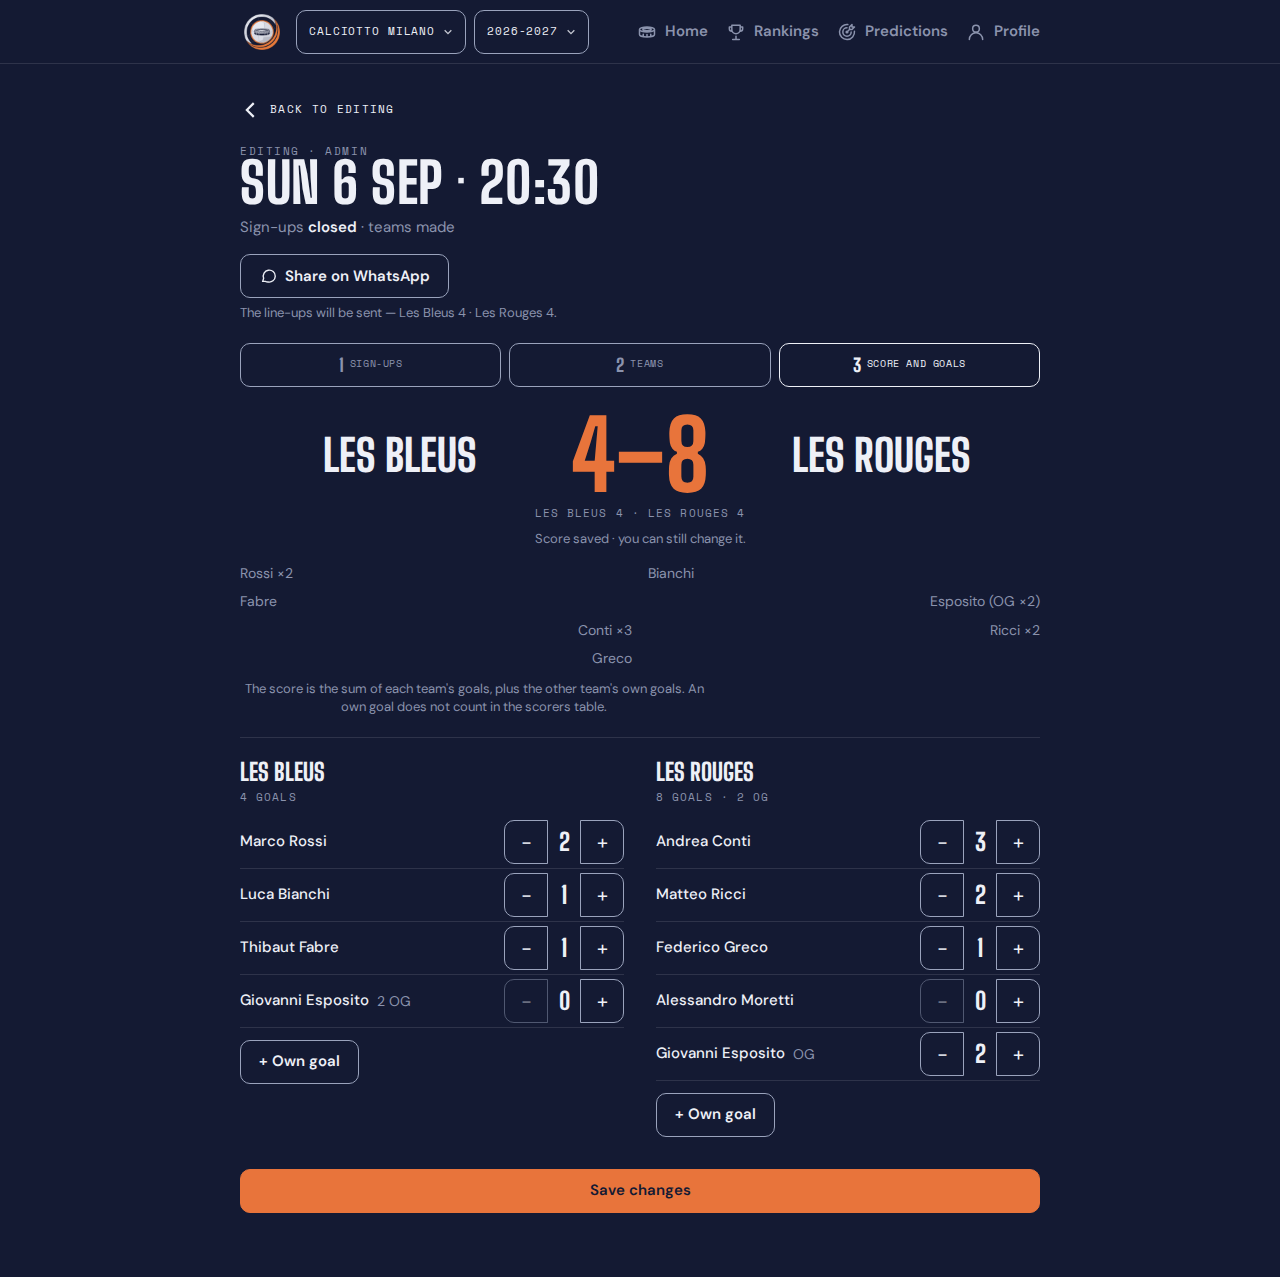 CALCIOTTO MILANO
2026-2027
Home
Rankings
Predictions
Profile
BACK TO EDITING
EDITING · ADMIN
SUN 6 SEP · 20:30
Sign-ups closed · teams made
Share on WhatsApp
The line-ups will be sent — Les Bleus 4 · Les Rouges 4.
1 SIGN-UPS
2 TEAMS
3 SCORE AND GOALS
LES BLEUS
4–8
LES ROUGES
LES BLEUS 4 · LES ROUGES 4
Score saved · you can still change it.
Rossi ×2
Bianchi
Fabre
Esposito (OG ×2)
Conti ×3
Ricci ×2
Greco
The score is the sum of each team's goals, plus the other team's own goals. An
own goal does not count in the scorers table.
LES BLEUS
4 GOALS
Marco Rossi − 2 +
Luca Bianchi − 1 +
Thibaut Fabre − 1 +
Giovanni Esposito 2 OG − 0 +
+ Own goal
LES ROUGES
8 GOALS · 2 OG
Andrea Conti − 3 +
Matteo Ricci − 2 +
Federico Greco − 1 +
Alessandro Moretti − 0 +
Giovanni Esposito OG − 2 +
+ Own goal
Save changes